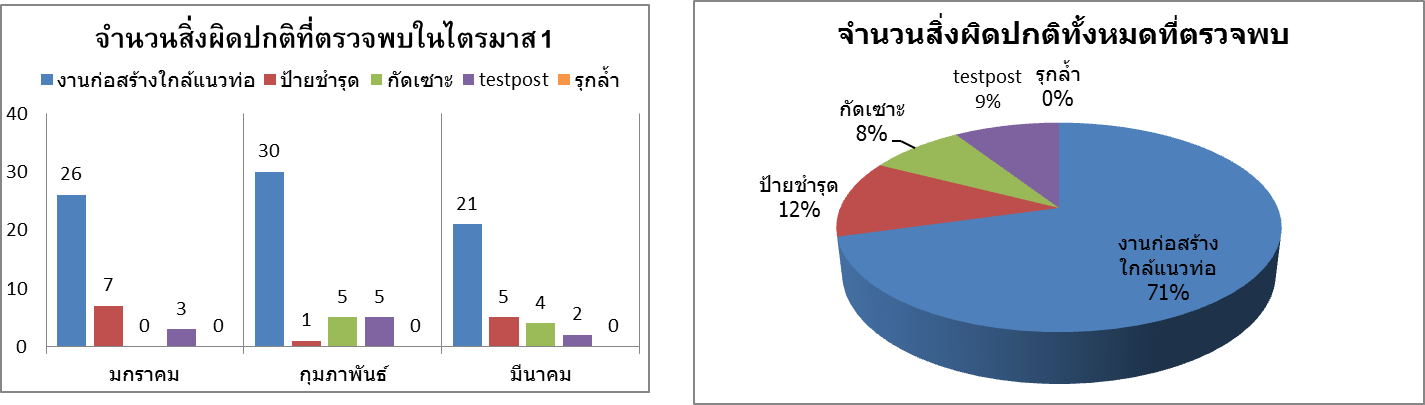 จำนวนสิ่งผิดปกติที่ตรวจพบในไตรมาส 1
งานก่อสร้างใกล้แนวท่อ ป้ายชำรุด กัดเซาะ testpost รุกล้ำ
40
30
20
10
0
26
7
0
3
0
30
1
5
5
0
21
5
4
2
0
มกราคม กุมภาพันธ์ มีนาคม
จำนวนสิ่งผิดปกติทั้งหมดที่ตรวจพบ
testpost
9%
รุกล้ำ
0%
กัดเซาะ
8%
ป้ายชำรุด
12%
งานก่อสร้าง
ใกล้แนวท่อ
71%